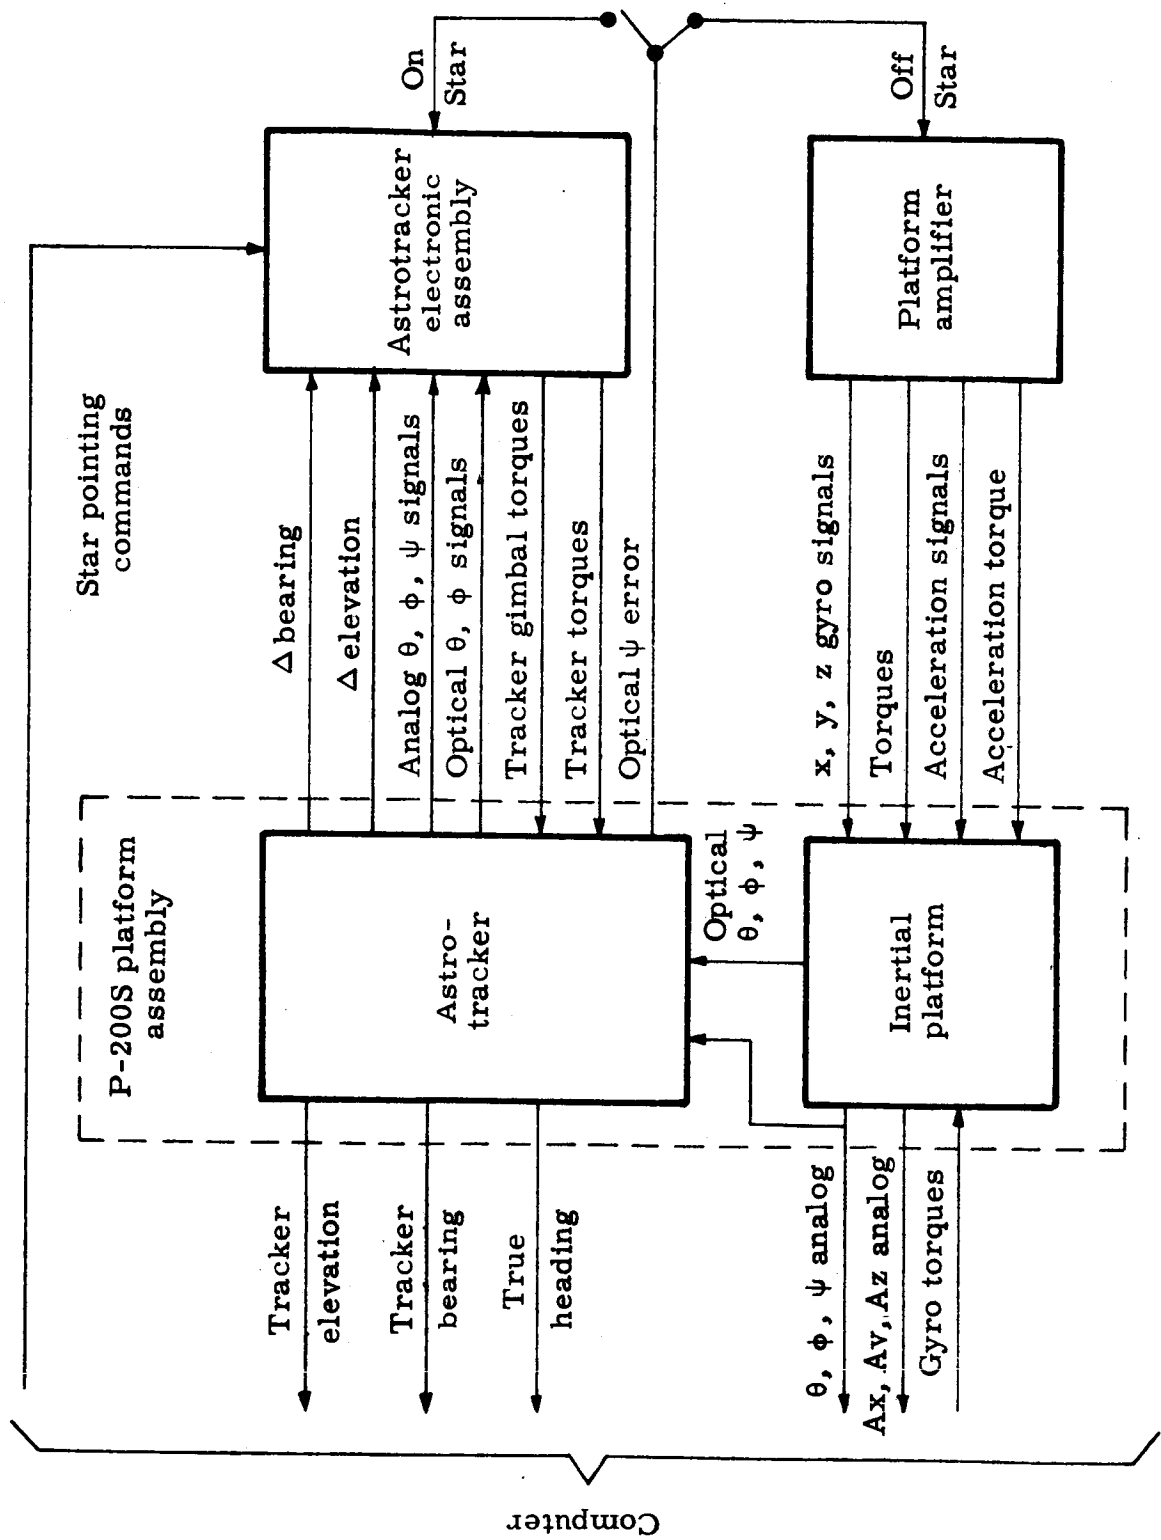 Star pointing
commands
P-200S platform
assembly
Tracker
elevation
Tracker
bearing
True
heading
Astro-
tracker
Δ bearing
Δ elevation
Analog θ, φ, ψ signals
Optical θ, φ signals
Tracker gimbal torques
Tracker torques
Optical ψ error
Astrotracker
electronic
assembly
On
Star
Off
Star
Optical
θ, φ, ψ
θ, φ, ψ analog
Ax, Av, Az analog
Gyro torques
Inertial
platform
x, y, z gyro signals
Torques
Acceleration signals
Acceleration torque
Platform
amplifier
Computer